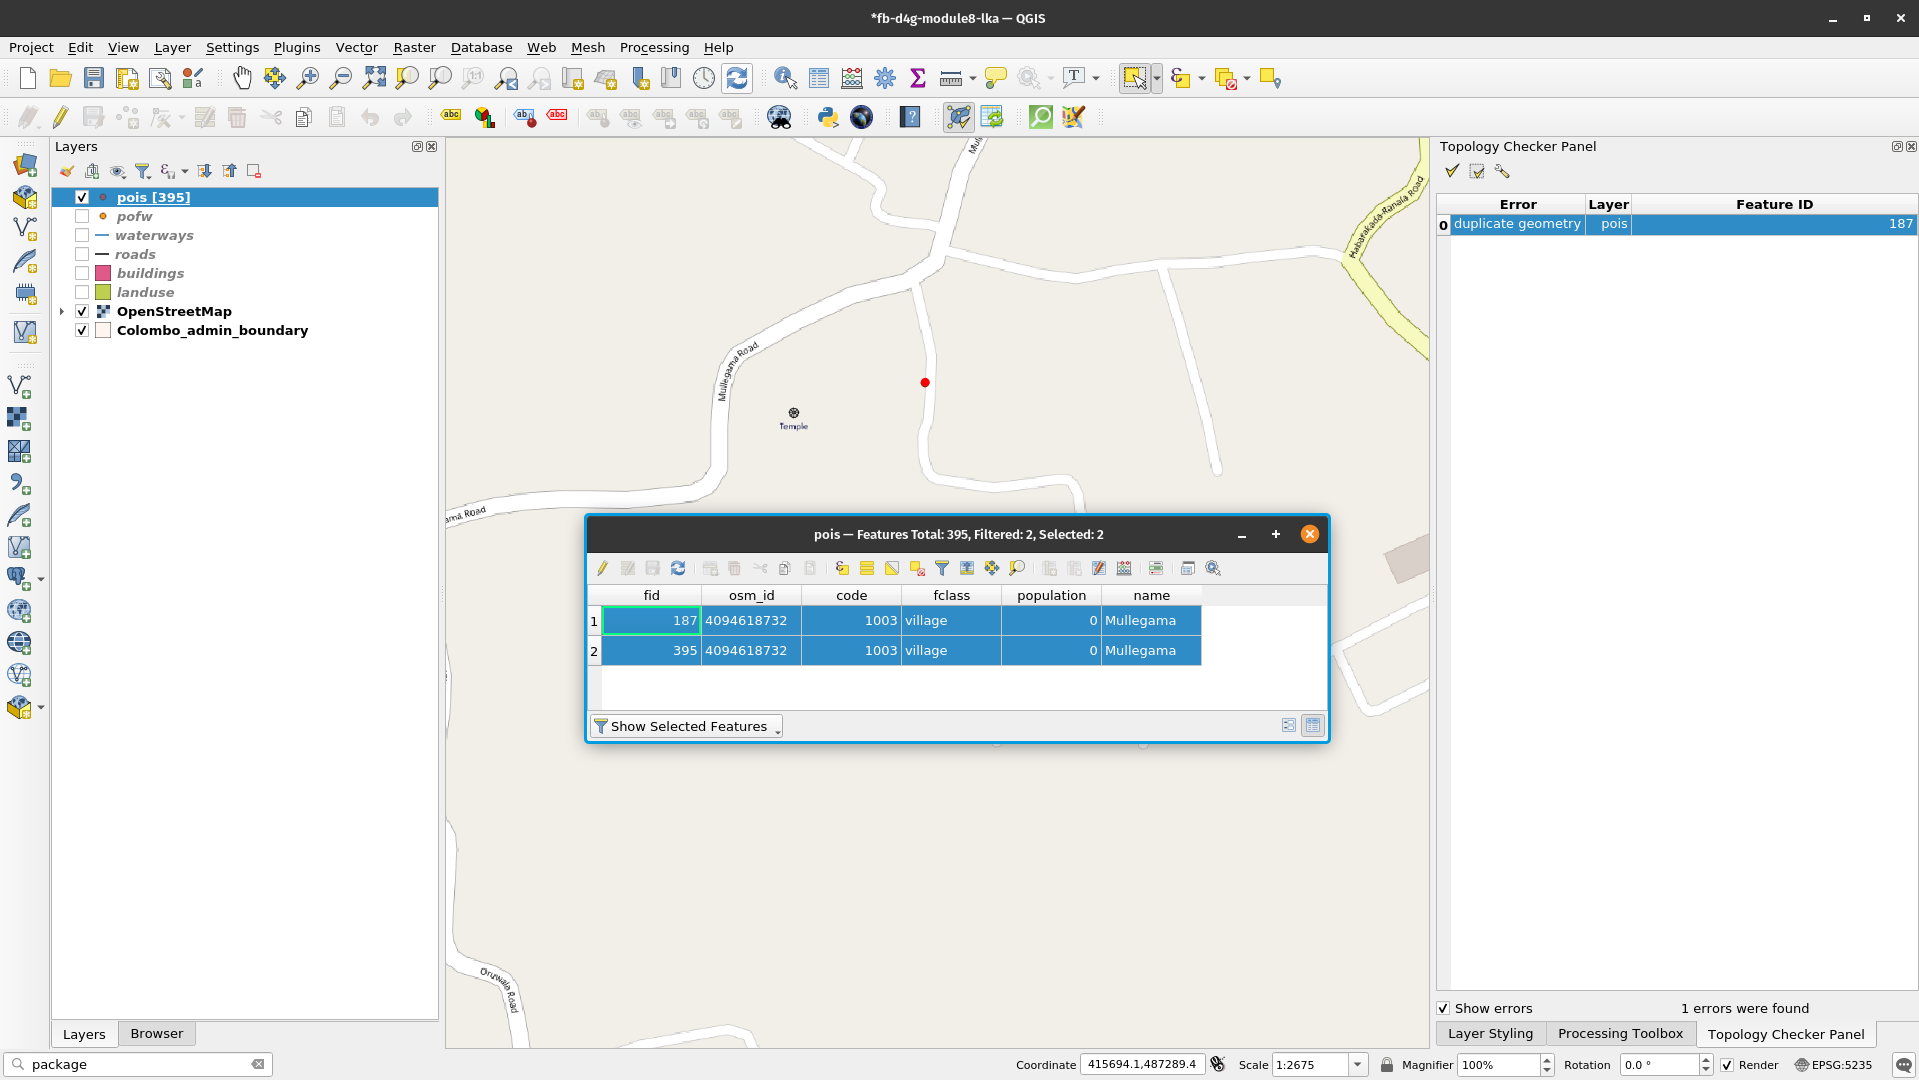 *fb-d4g-module8-lka — QGIS
Project Edit View Layer Settings Plugins Vector Raster Database Web Mesh Processing Help
Layers
pois [395]
pofw
waterways
roads
buildings
landuse
OpenStreetMap
Colombo_admin_boundary
Layers Browser
package
Mullegama Road
Temple
ama Road
Habarakada-Ranala Road
Oruwala Road
pois — Features Total: 395, Filtered: 2, Selected: 2
fid osm_id code fclass population name
1 187 4094618732 1003 village 0 Mullegama
2 395 4094618732 1003 village 0 Mullegama
Show Selected Features
Topology Checker Panel
Error Layer Feature ID
0 duplicate geometry pois 187
Show errors 1 errors were found
Layer Styling Processing Toolbox Topology Checker Panel
Coordinate 415694.1,487289.4 Scale 1:2675 Magnifier 100% Rotation 0.0 ° Render EPSG:5235